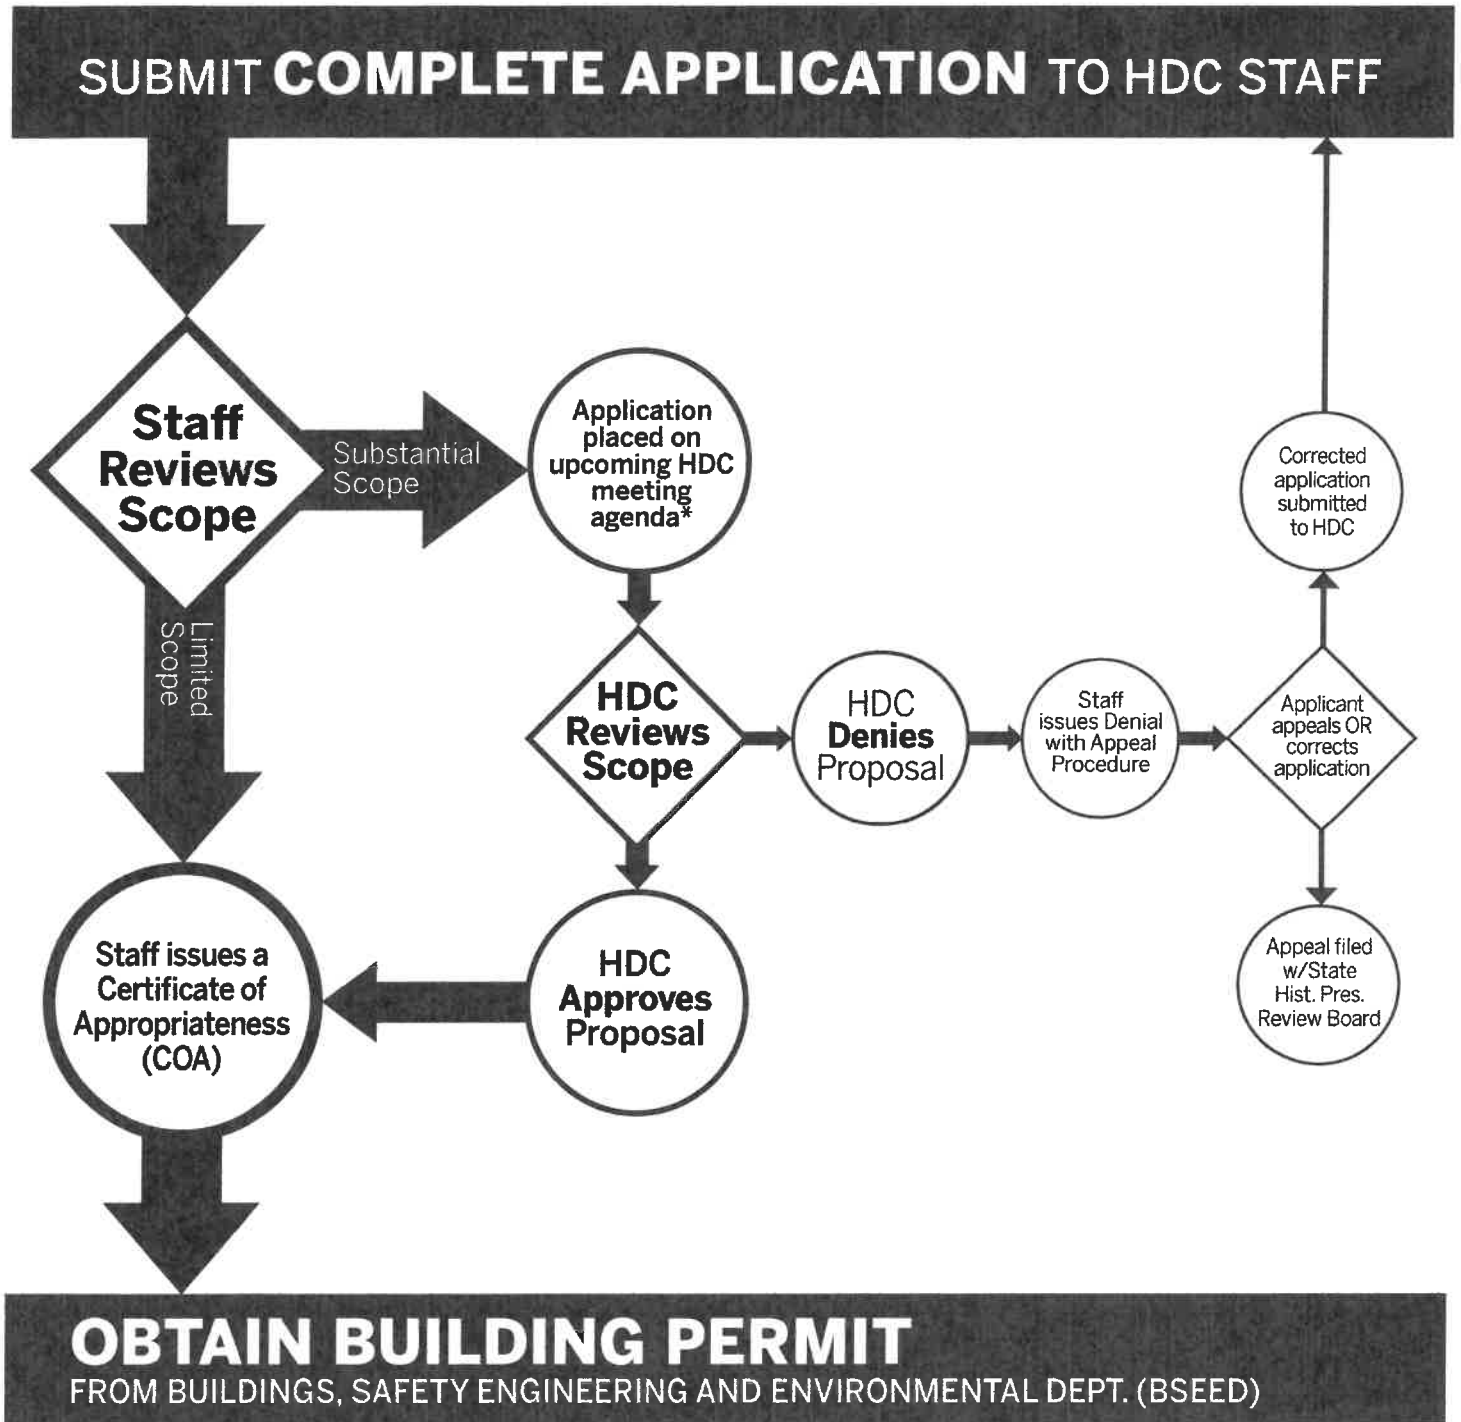 SUBMIT COMPLETE APPLICATION TO HDC STAFF
Staff
Reviews
Scope
Substantial
Scope
Application
placed on
upcoming HDC
meeting
agenda*
Limited
Scope
HDC
Reviews
Scope
HDC
Denies
Proposal
Staff
issues Denial
with Appeal
Procedure
Applicant
appeals OR
corrects
application
Corrected
application
submitted
to HDC
Appeal filed
w/State
Hist. Pres.
Review Board
HDC
Approves
Proposal
Staff issues a
Certificate of
Appropriateness
(COA)
OBTAIN BUILDING PERMIT
FROM BUILDINGS, SAFETY ENGINEERING AND ENVIRONMENTAL DEPT. (BSEED)